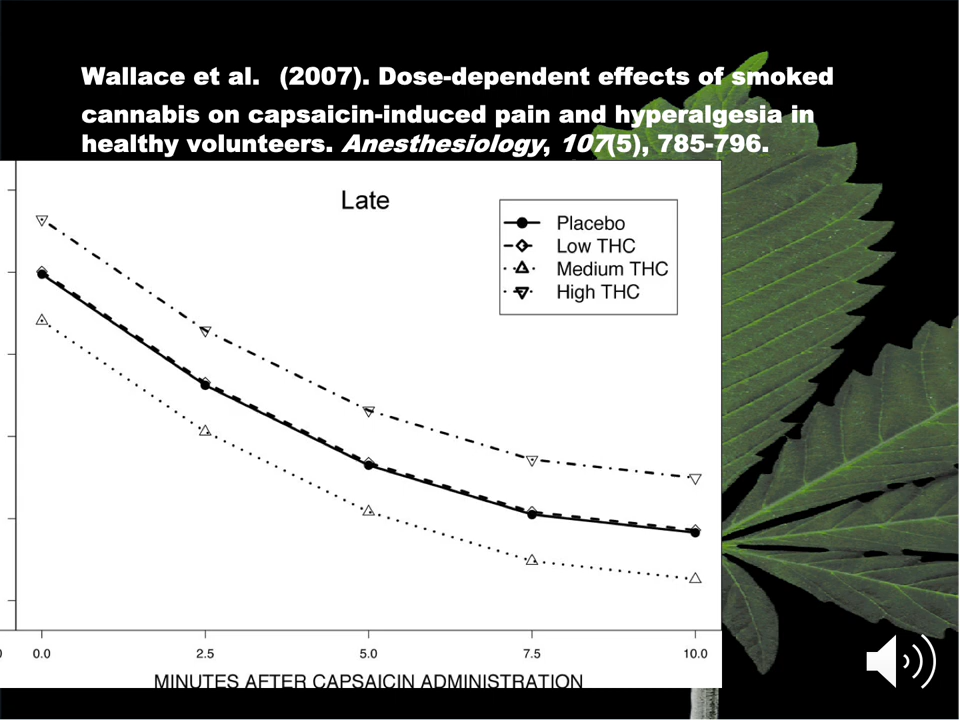 Wallace et al. (2007). Dose-dependent effects of smoked
cannabis on capsaicin-induced pain and hyperalgesia in
healthy volunteers. Anesthesiology, 107(5), 785-796.
Late
Placebo
Low THC
Medium THC
High THC
0 0.0 2.5 5.0 7.5 10.0
MINUTES AFTER CAPSAICIN ADMINISTRATION